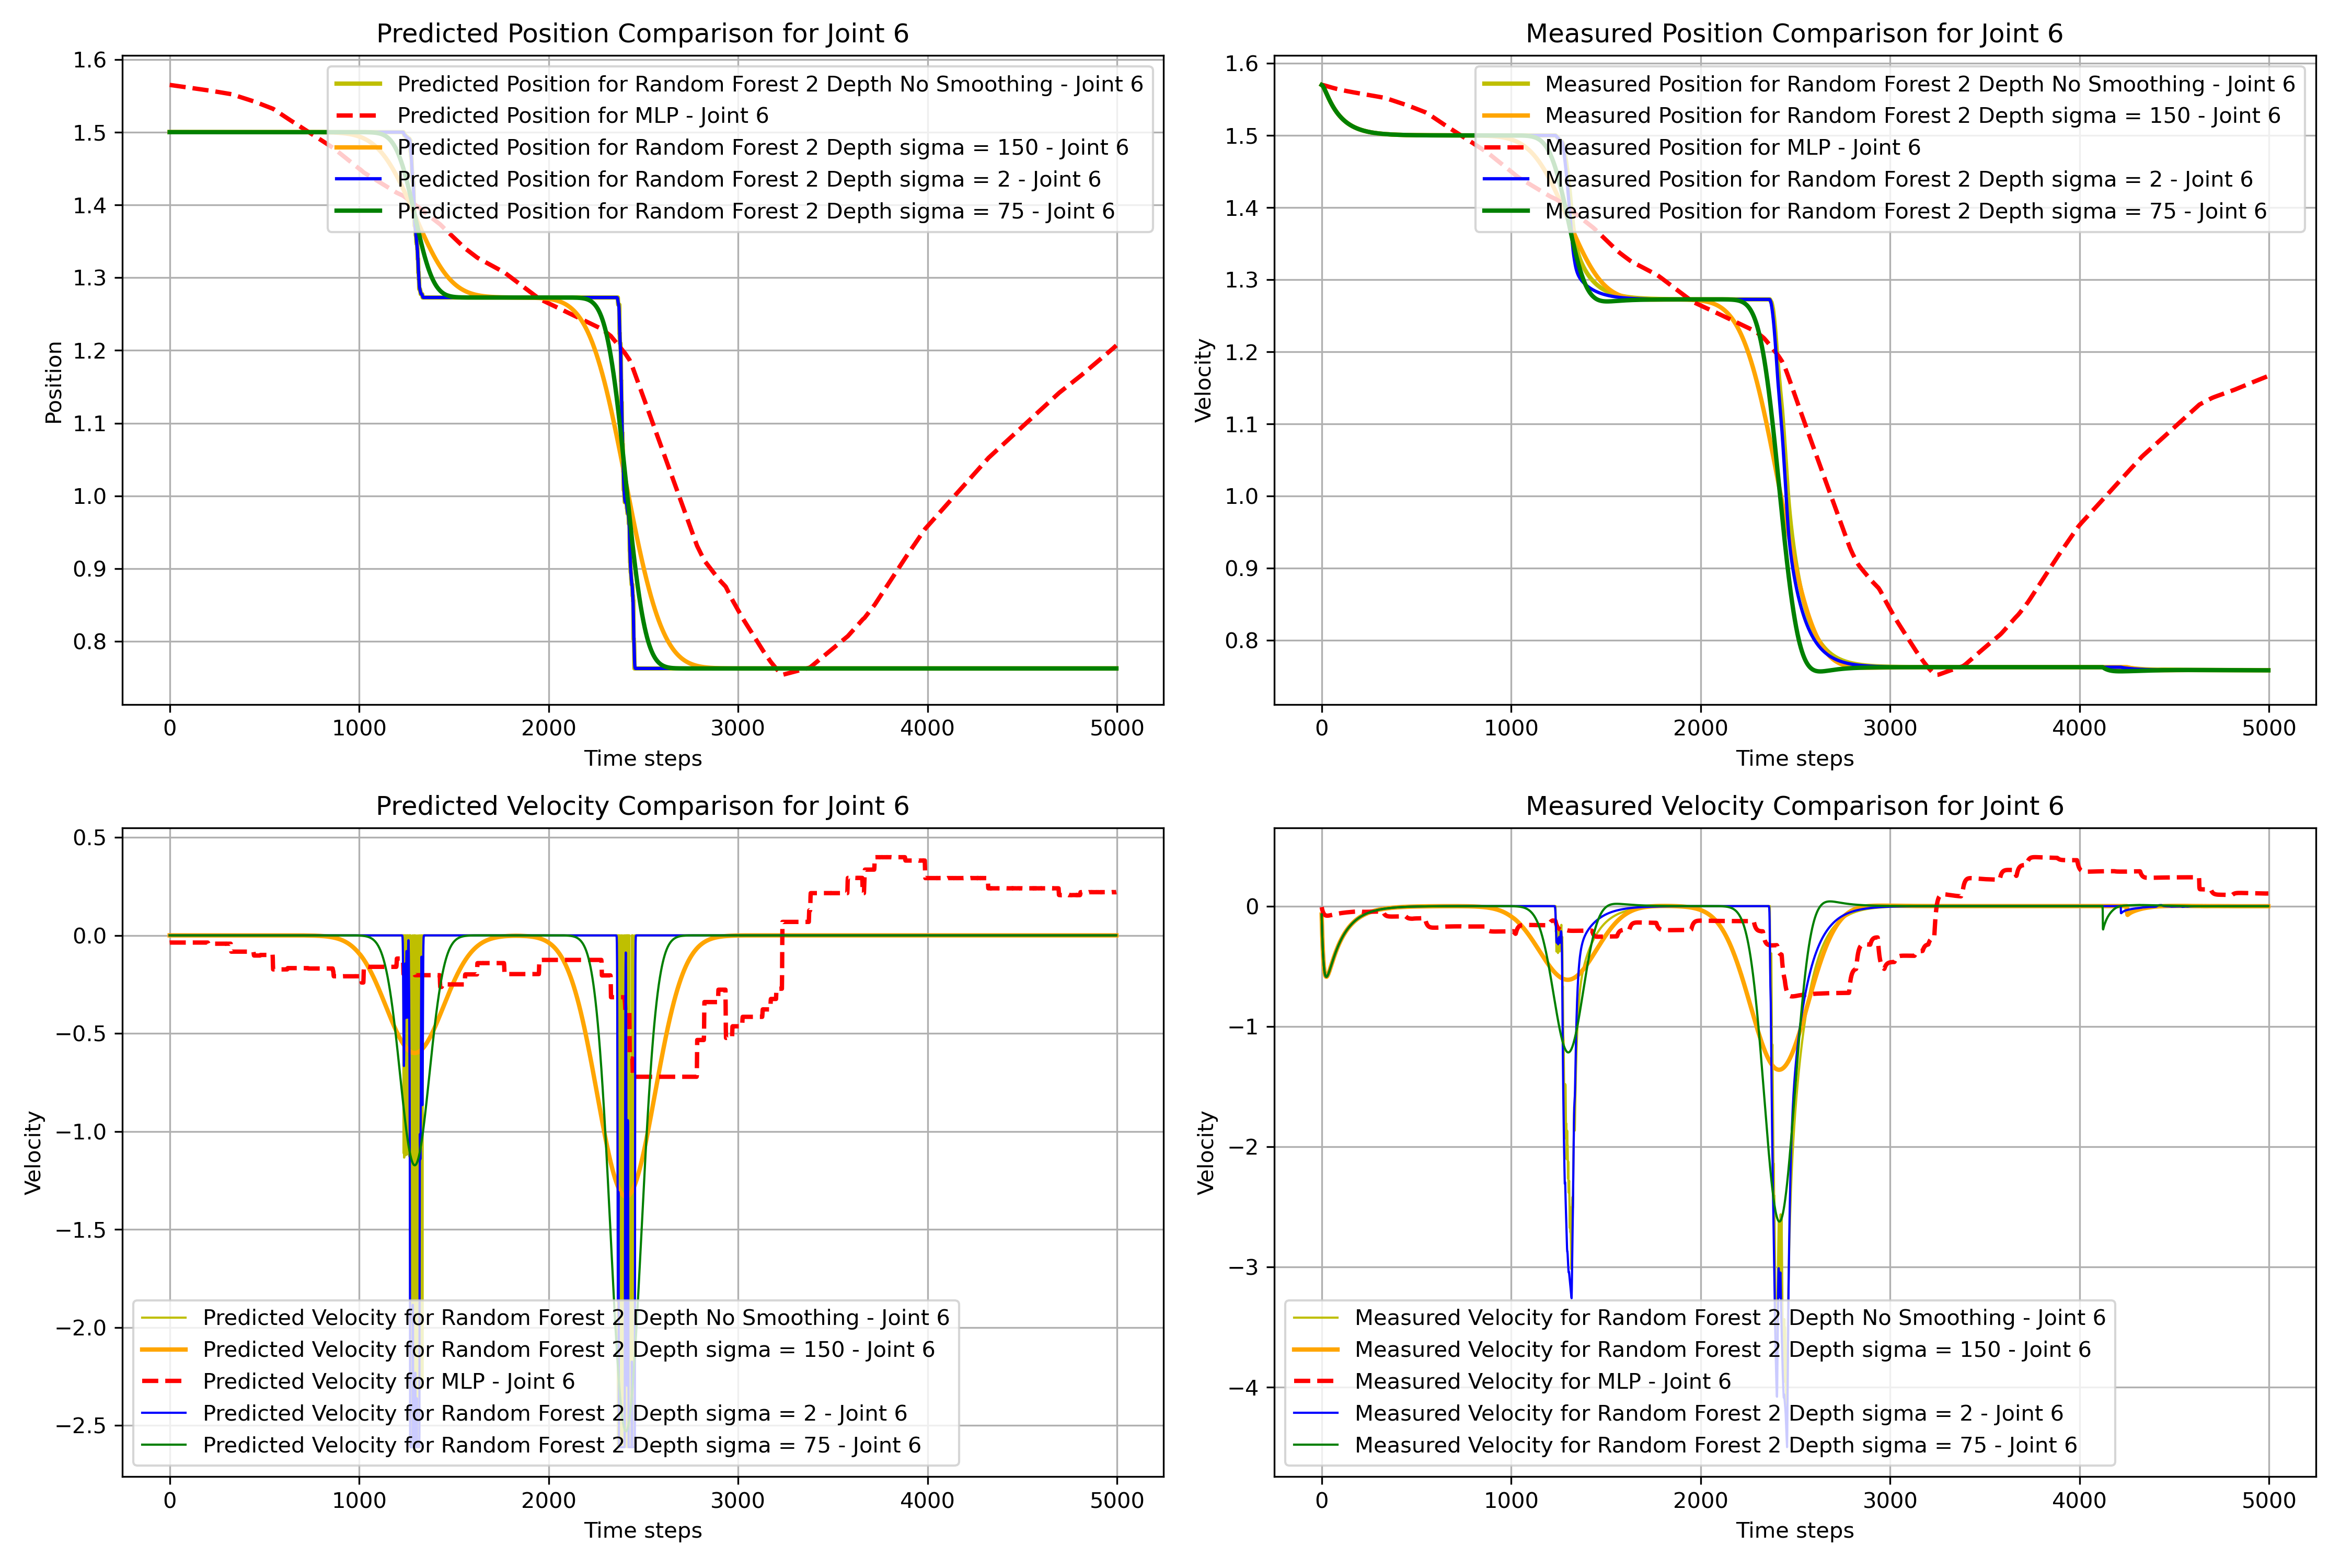 Predicted Position Comparison for Joint 6
1.6
1.5
1.4
1.3
1.2
1.1
1.0
0.9
0.8
Position
Predicted Position for Random Forest 2 Depth No Smoothing - Joint 6
Predicted Position for MLP - Joint 6
Predicted Position for Random Forest 2 Depth sigma = 150 - Joint 6
Predicted Position for Random Forest 2 Depth sigma = 2 - Joint 6
Predicted Position for Random Forest 2 Depth sigma = 75 - Joint 6
0 1000 2000 3000 4000 5000
Time steps
Measured Position Comparison for Joint 6
1.6
1.5
1.4
1.3
1.2
1.1
1.0
0.9
0.8
Velocity
Measured Position for Random Forest 2 Depth No Smoothing - Joint 6
Measured Position for Random Forest 2 Depth sigma = 150 - Joint 6
Measured Position for MLP - Joint 6
Measured Position for Random Forest 2 Depth sigma = 2 - Joint 6
Measured Position for Random Forest 2 Depth sigma = 75 - Joint 6
0 1000 2000 3000 4000 5000
Time steps
Predicted Velocity Comparison for Joint 6
0.5
0.0
−0.5
−1.0
−1.5
−2.0
−2.5
Velocity
Predicted Velocity for Random Forest 2 Depth No Smoothing - Joint 6
Predicted Velocity for Random Forest 2 Depth sigma = 150 - Joint 6
Predicted Velocity for MLP - Joint 6
Predicted Velocity for Random Forest 2 Depth sigma = 2 - Joint 6
Predicted Velocity for Random Forest 2 Depth sigma = 75 - Joint 6
0 1000 2000 3000 4000 5000
Time steps
Measured Velocity Comparison for Joint 6
0
−1
−2
−3
−4
Velocity
Measured Velocity for Random Forest 2 Depth No Smoothing - Joint 6
Measured Velocity for Random Forest 2 Depth sigma = 150 - Joint 6
Measured Velocity for MLP - Joint 6
Measured Velocity for Random Forest 2 Depth sigma = 2 - Joint 6
Measured Velocity for Random Forest 2 Depth sigma = 75 - Joint 6
0 1000 2000 3000 4000 5000
Time steps